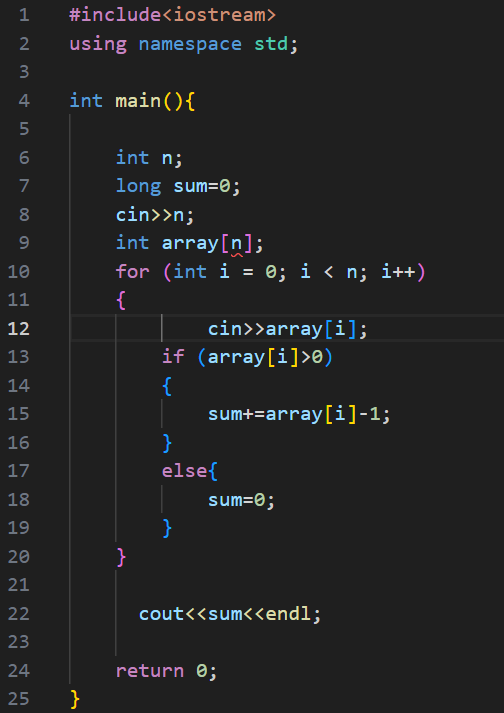 1 #include<iostream>
2 using namespace std;
3
4 int main(){
5
6     int n;
7     long sum=0;
8     cin>>n;
9     int array[n];
10     for (int i = 0; i < n; i++)
11     {
12             cin>>array[i];
13         if (array[i]>0)
14         {
15             sum+=array[i]-1;
16         }
17         else{
18             sum=0;
19         }
20     }
21
22       cout<<sum<<endl;
23
24     return 0;
25 }